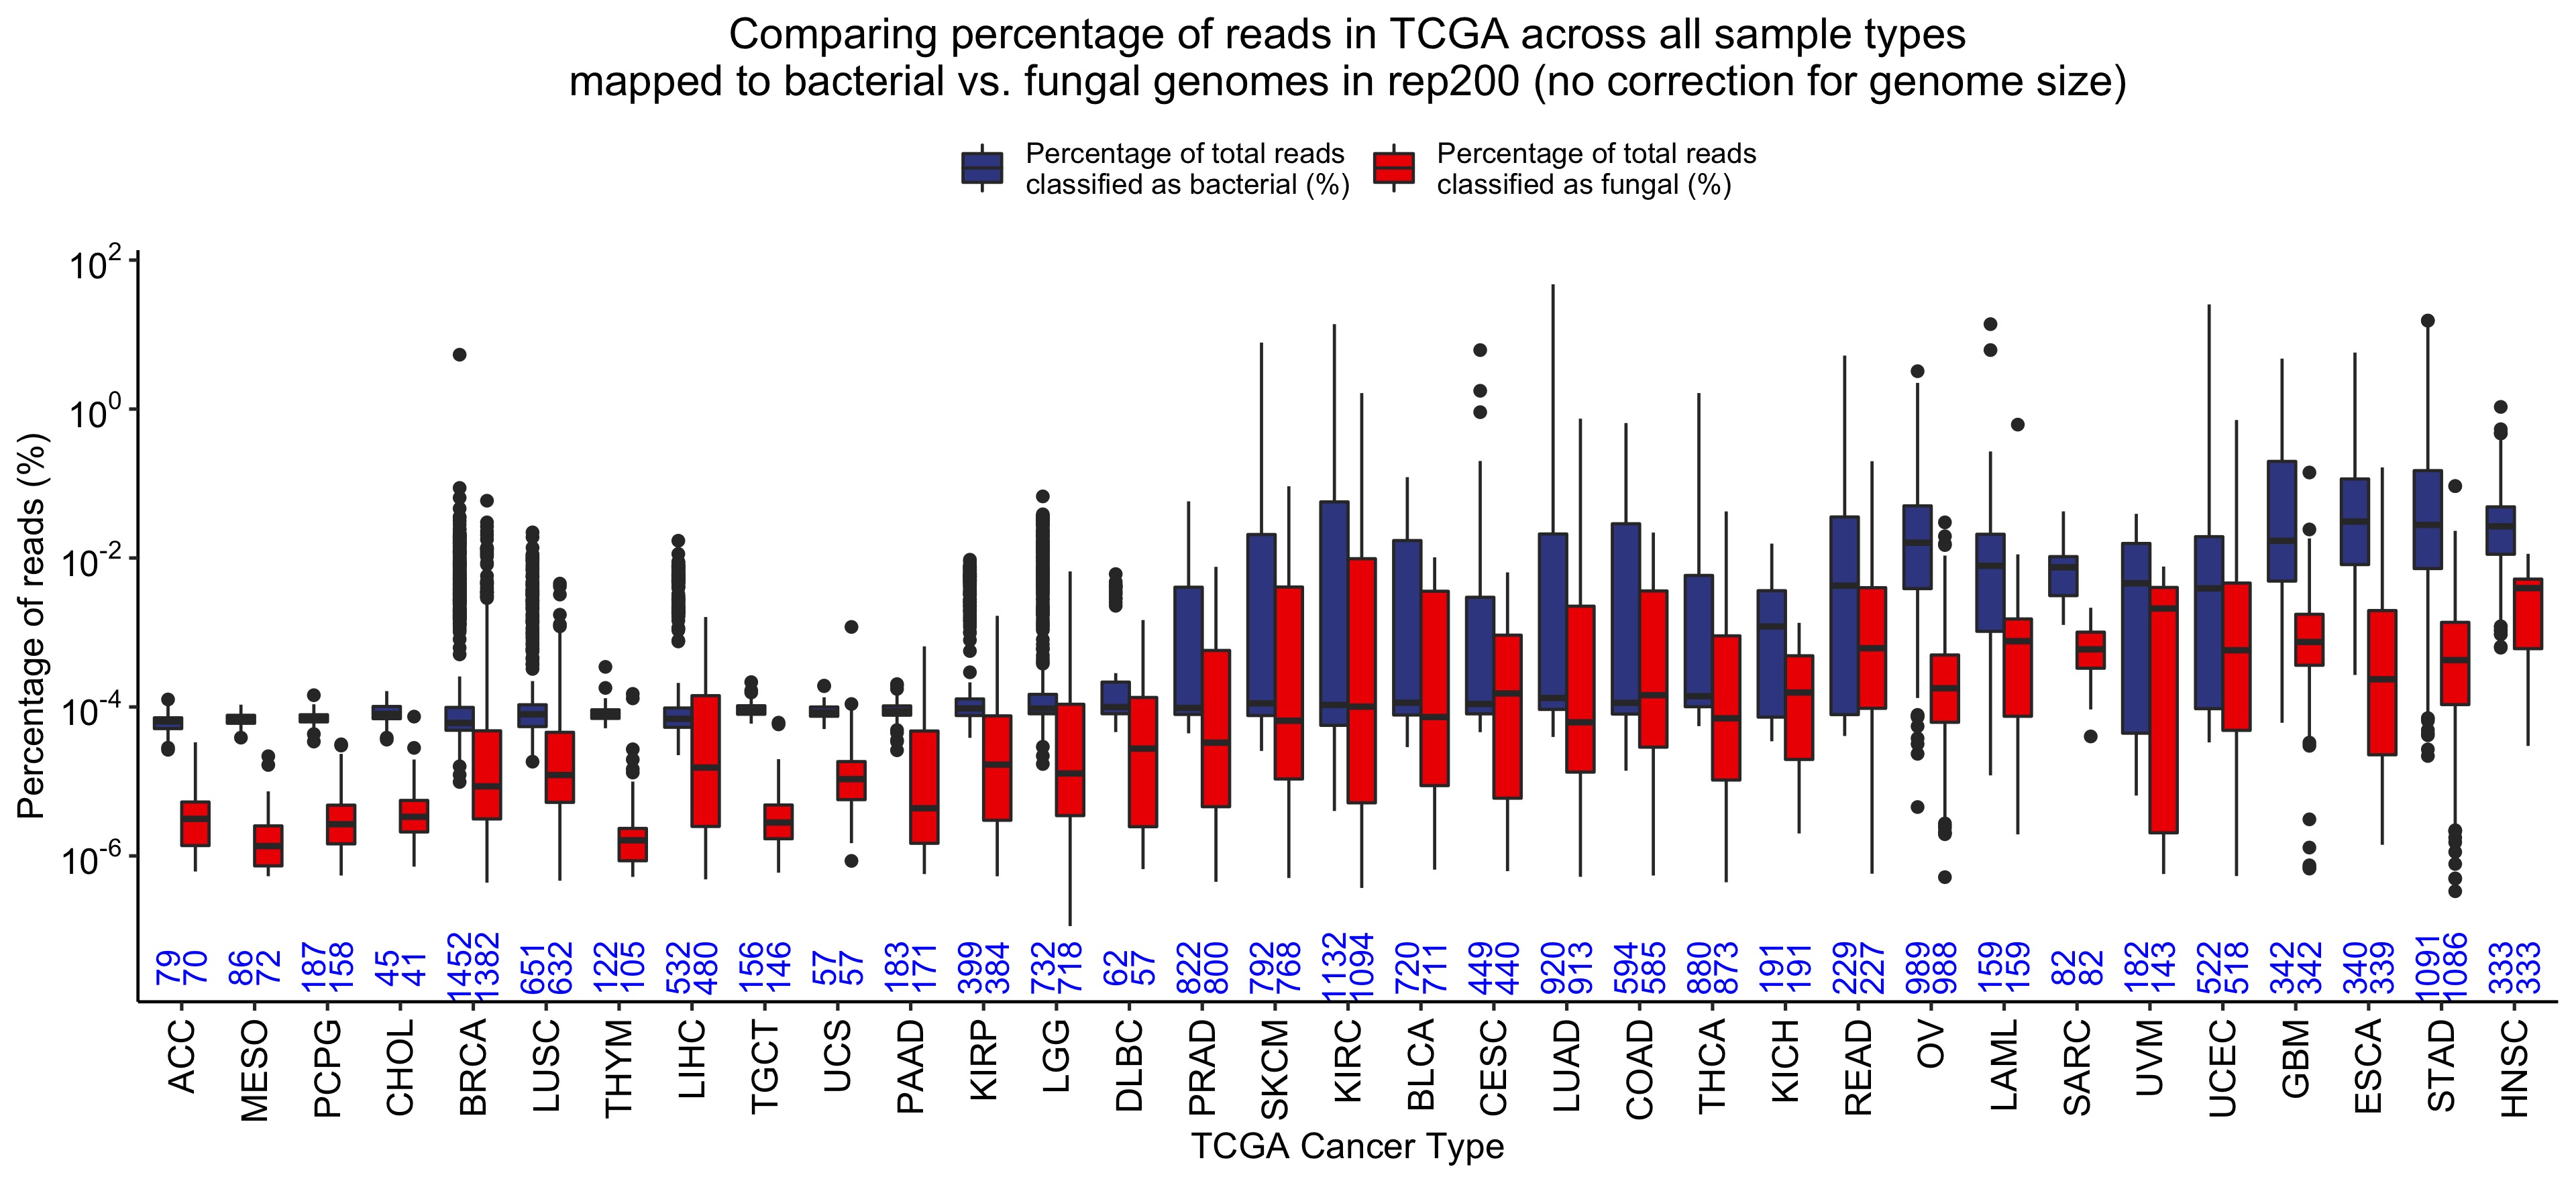 Comparing percentage of reads in TCGA across all sample types
mapped to bacterial vs. fungal genomes in rep200 (no correction for genome size)
Percentage of total reads
classified as bacterial (%)
Percentage of total reads
classified as fungal (%)
Percentage of reads (%)
10²
10⁰
10⁻²
10⁻⁴
10⁻⁶
79 70
86 72
187 158
45 41
1452 1382
651 632
122 105
532 480
156 146
57 57
183 171
399 384
732 718
62 57
822 800
792 768
1132 1094
720 711
449 440
920 913
594 585
880 873
191 191
229 227
989 988
159 159
82 82
182 143
522 518
342 342
340 339
1091 1086
333 333
ACC
MESO
PCPG
CHOL
BRCA
LUSC
THYM
LIHC
TGCT
UCS
PAAD
KIRP
LGG
DLBC
PRAD
SKCM
KIRC
BLCA
CESC
LUAD
COAD
THCA
KICH
READ
OV
LAML
SARC
UVM
UCEC
GBM
ESCA
STAD
HNSC
TCGA Cancer Type